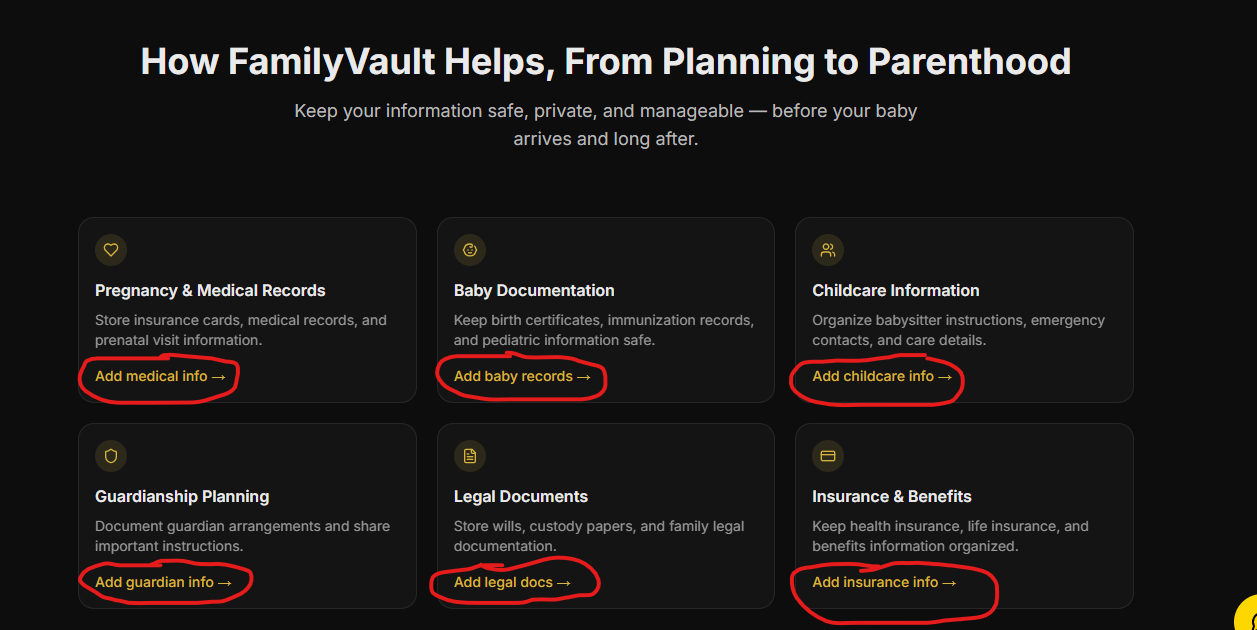 How FamilyVault Helps, From Planning to Parenthood
Keep your information safe, private, and manageable — before your baby
arrives and long after.
Pregnancy & Medical Records
Store insurance cards, medical records, and
prenatal visit information.
Add medical info →
Baby Documentation
Keep birth certificates, immunization records,
and pediatric information safe.
Add baby records →
Childcare Information
Organize babysitter instructions, emergency
contacts, and care details.
Add childcare info →
Guardianship Planning
Document guardian arrangements and share
important instructions.
Add guardian info →
Legal Documents
Store wills, custody papers, and family legal
documentation.
Add legal docs →
Insurance & Benefits
Keep health insurance, life insurance, and
benefits information organized.
Add insurance info →